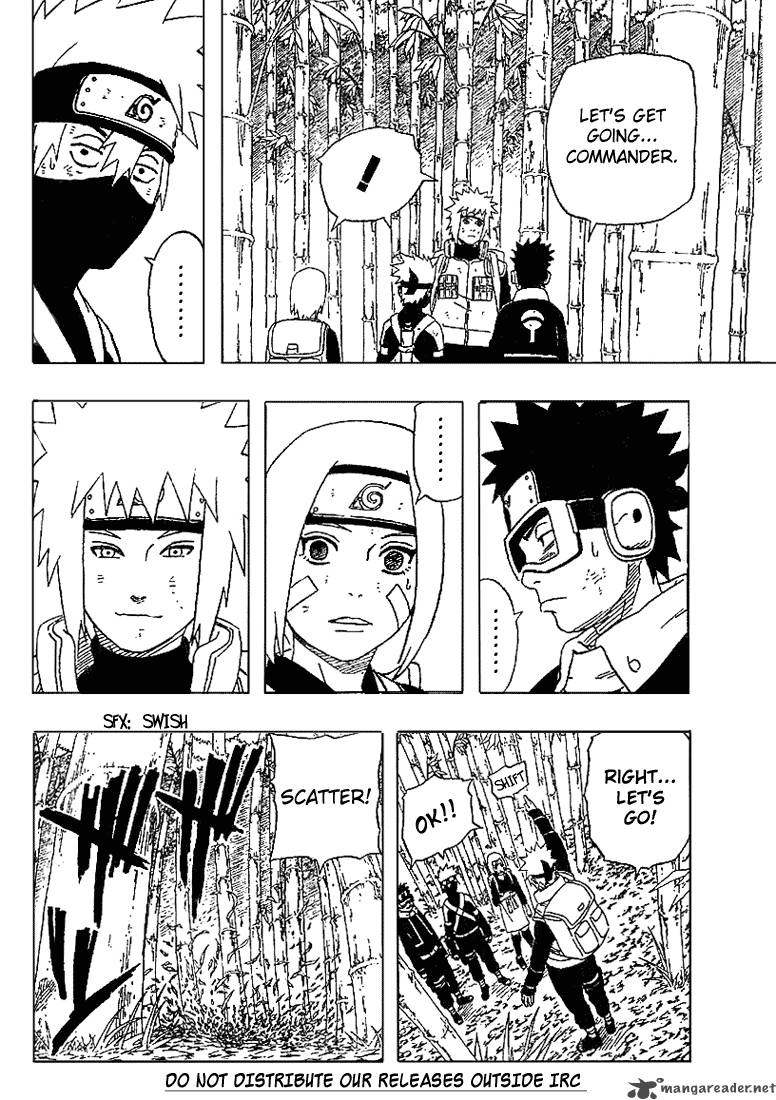 LET'S GET
GOING...
COMMANDER.
!
.......
.......
.......
RIGHT...
LET'S
GO!
SHIFT
OK!!
SCATTER!
SFX: SWISH
DO NOT DISTRIBUTE OUR RELEASES OUTSIDE IRC
mangareader.net